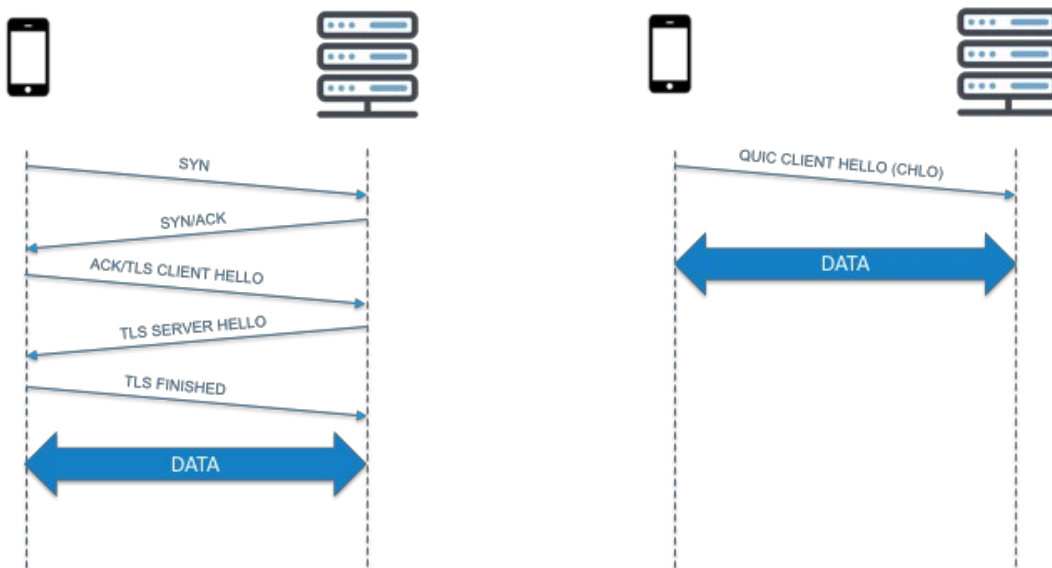 SYN
SYN/ACK
ACK/TLS CLIENT HELLO
TLS SERVER HELLO
TLS FINISHED
DATA
QUIC CLIENT HELLO (CHLO)
DATA